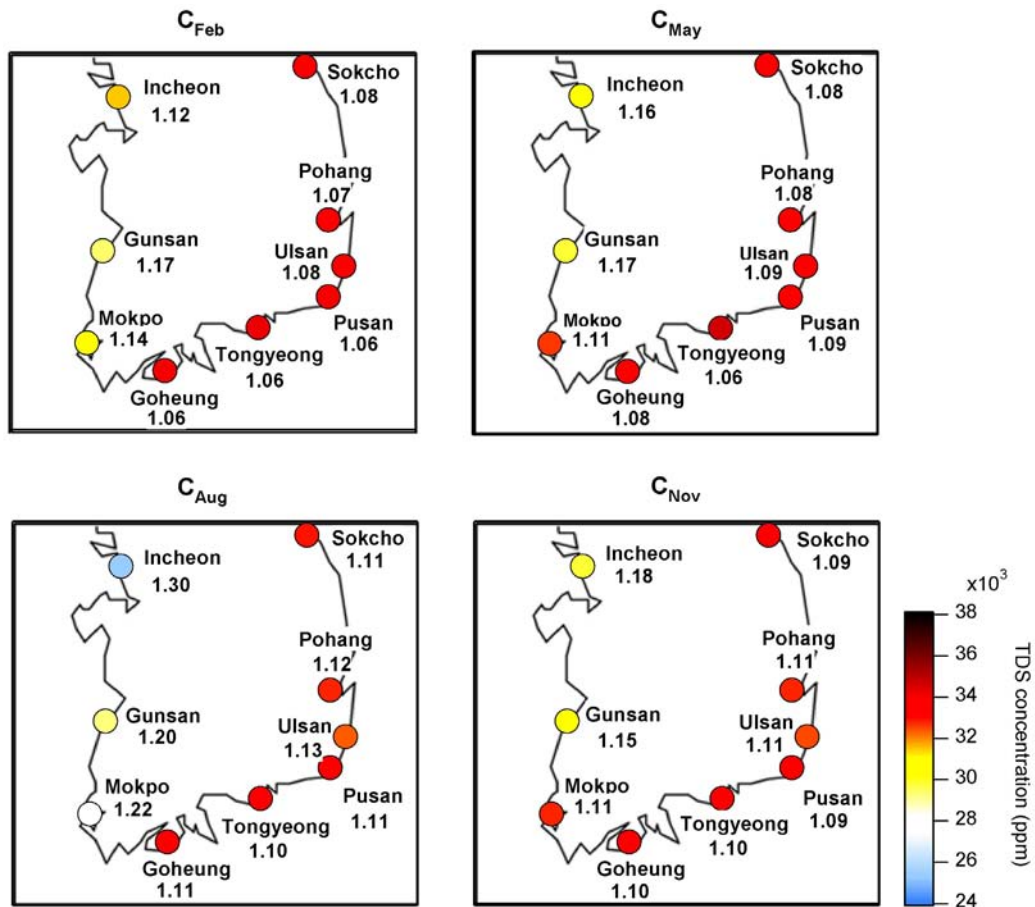 C_Feb
Incheon
1.12
Sokcho
1.08
Pohang
1.07
Gunsan
1.17
Ulsan
1.08
Mokpo
1.14
Pusan
1.06
Tongyeong
1.06
Goheung
1.06
C_May
Incheon
1.16
Sokcho
1.08
Pohang
1.08
Gunsan
1.17
Ulsan
1.09
Mokpo
1.11
Pusan
1.09
Tongyeong
1.06
Goheung
1.08
C_Aug
Incheon
1.30
Sokcho
1.11
Pohang
1.12
Gunsan
1.20
Ulsan
1.13
Mokpo
1.22
Pusan
1.11
Tongyeong
1.10
Goheung
1.11
C_Nov
Incheon
1.18
Sokcho
1.09
Pohang
1.11
Gunsan
1.15
Ulsan
1.11
Mokpo
1.11
Pusan
1.09
Tongyeong
1.10
Goheung
1.10
x10³
38
36
34
32
30
28
26
24
TDS concentration (ppm)